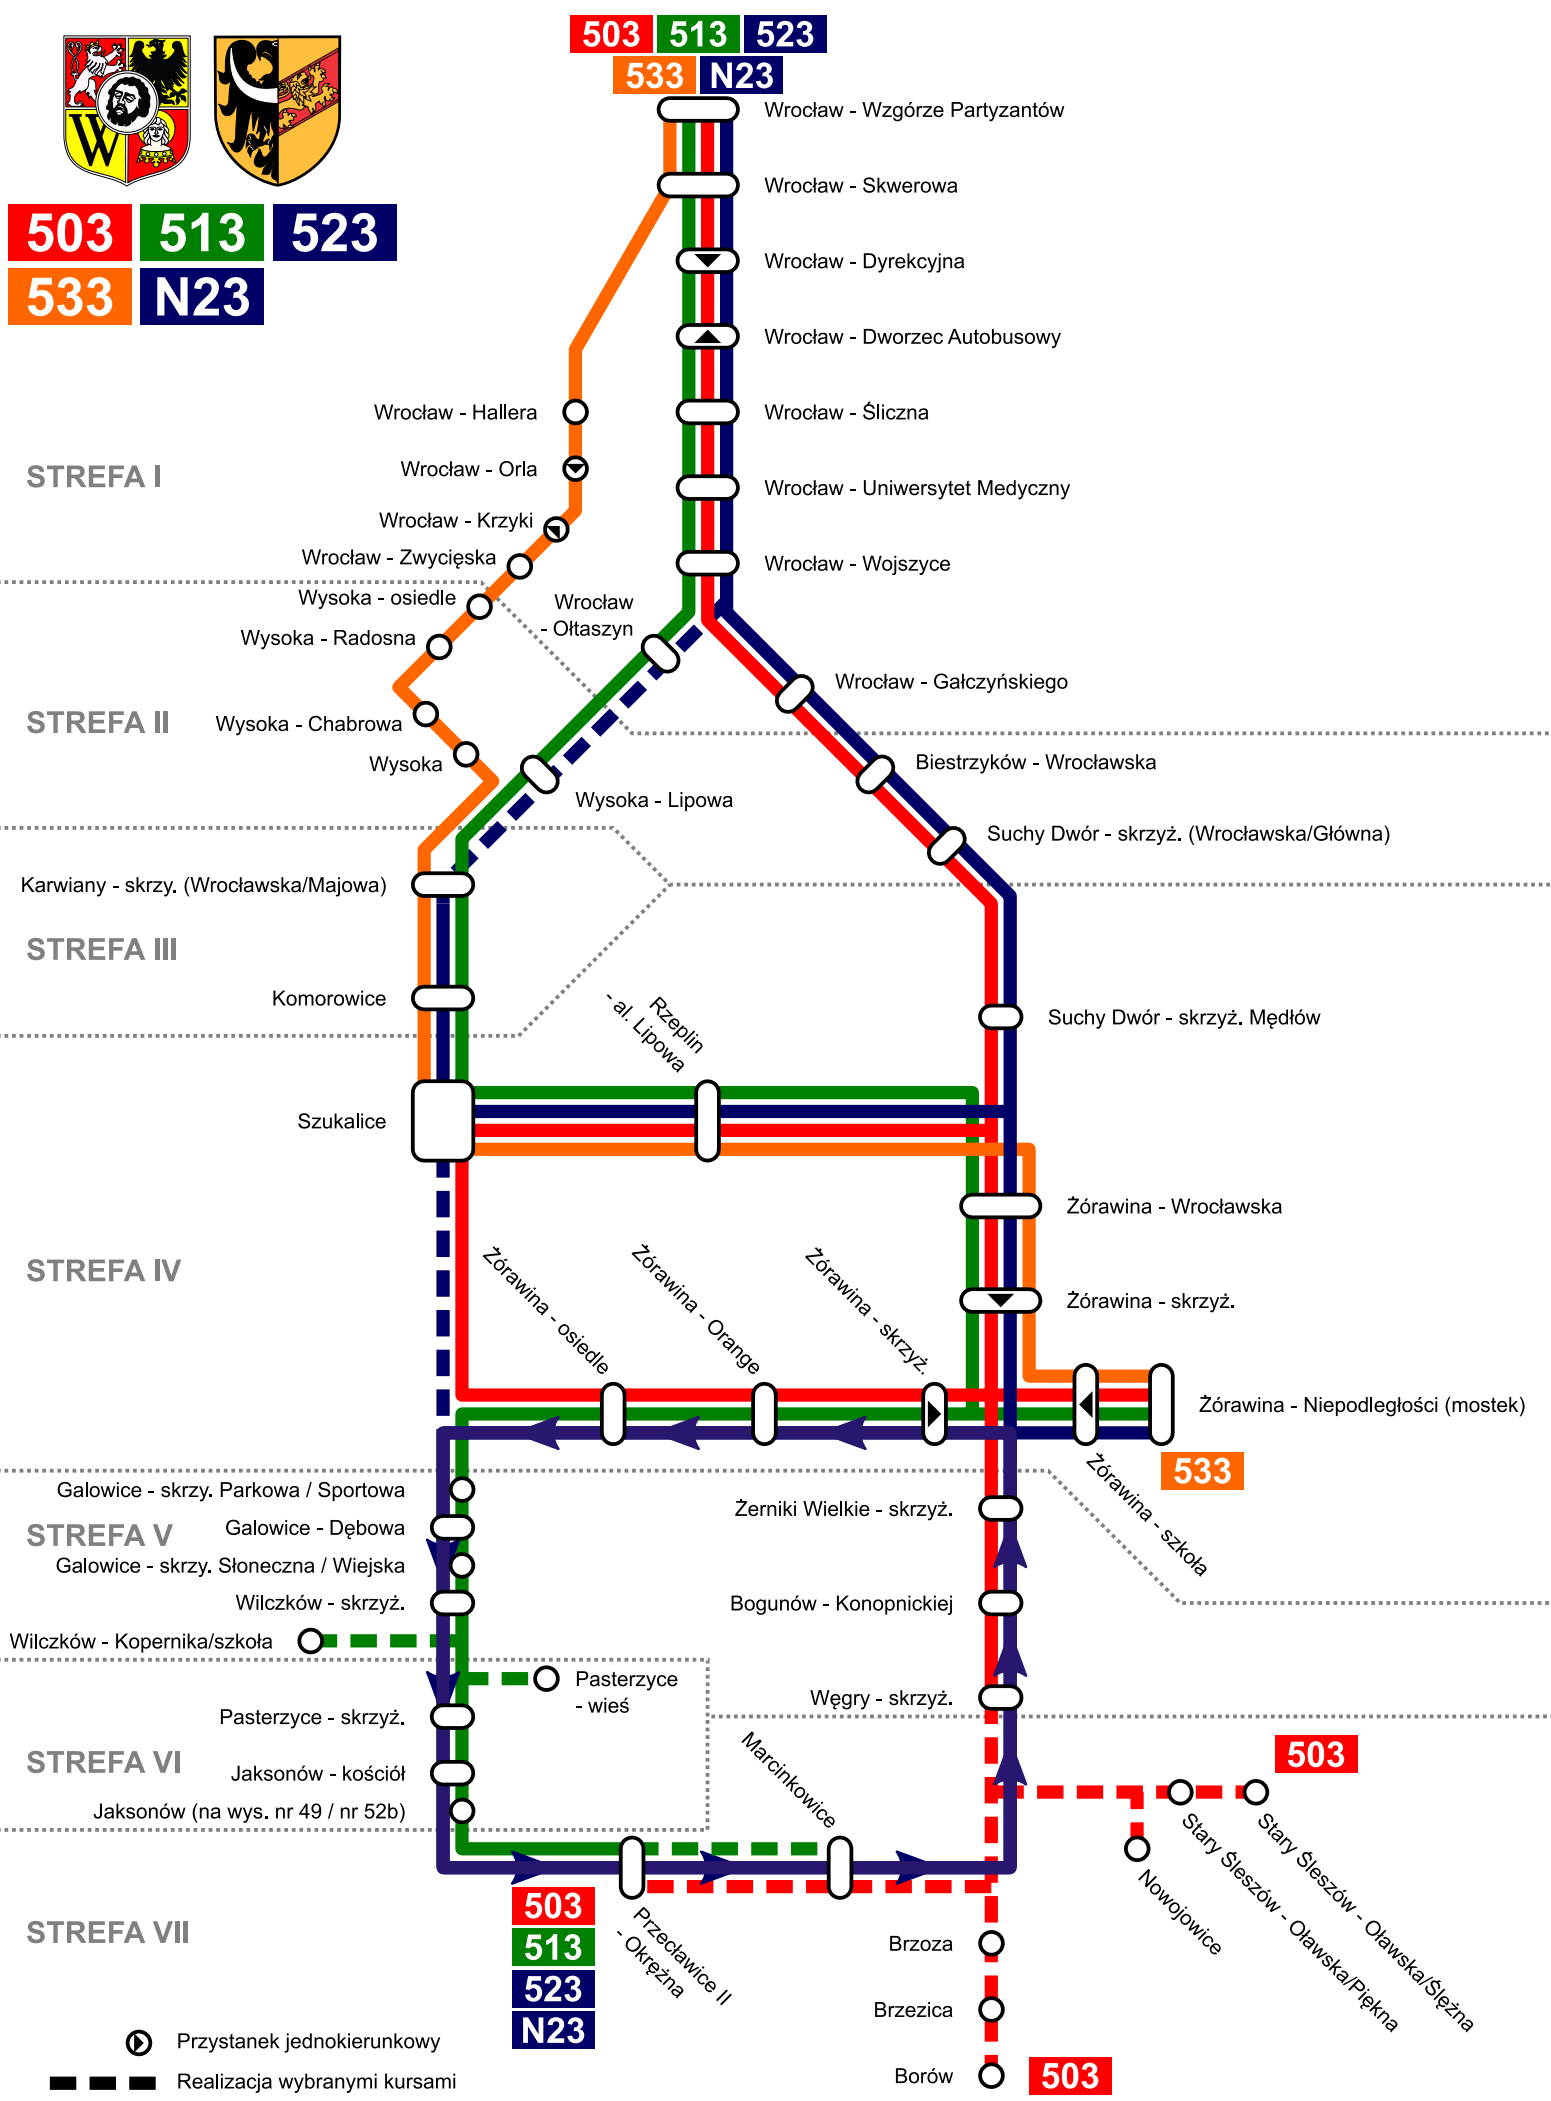 503 513 523
533 N23
W
503 513 523
533 N23
Wrocław - Wzgórze Partyzantów
Wrocław - Skwerowa
Wrocław - Dyrekcyjna
Wrocław - Dworzec Autobusowy
Wrocław - Śliczna
Wrocław - Uniwersytet Medyczny
Wrocław - Wojszyce
Wrocław - Hallera
STREFA I
Wrocław - Orla
Wrocław - Krzyki
Wrocław - Zwycięska
Wysoka - osiedle
Wysoka - Radosna
Wrocław
- Ołtaszyn
Wrocław - Gałczyńskiego
STREFA II
Wysoka - Chabrowa
Wysoka
Biestrzyków - Wrocławska
Wysoka - Lipowa
Suchy Dwór - skrzyż. (Wrocławska/Główna)
Karwiany - skrzy. (Wrocławska/Majowa)
STREFA III
Komorowice
Rzeplin
- al. Lipowa
Suchy Dwór - skrzyż. Mędłów
Szukalice
Żórawina - Wrocławska
STREFA IV
Żórawina - osiedle
Żórawina - Orange
Żórawina - skrzyż.
Żórawina - skrzyż.
Żórawina - Niepodległości (mostek)
533
Żórawina - szkoła
Galowice - skrzy. Parkowa / Sportowa
STREFA V
Galowice - Dębowa
Galowice - skrzy. Słoneczna / Wiejska
Wilczków - skrzyż.
Wilczków - Kopernika/szkoła
Żerniki Wielkie - skrzyż.
Bogunów - Konopnickiej
Węgry - skrzyż.
Pasterzyce
- wieś
Pasterzyce - skrzyż.
STREFA VI
Jaksonów - kościół
Jaksonów (na wys. nr 49 / nr 52b)
Marcinkowice
503
Stary Śleszów - Oławska/Piękna
Stary Śleszów - Oławska/Ślężna
Nowojowice
STREFA VII
503
513
523
N23
Przecławice II
- Okrężna
Brzoza
Brzezica
Borów
503
Przystanek jednokierunkowy
Realizacja wybranymi kursami